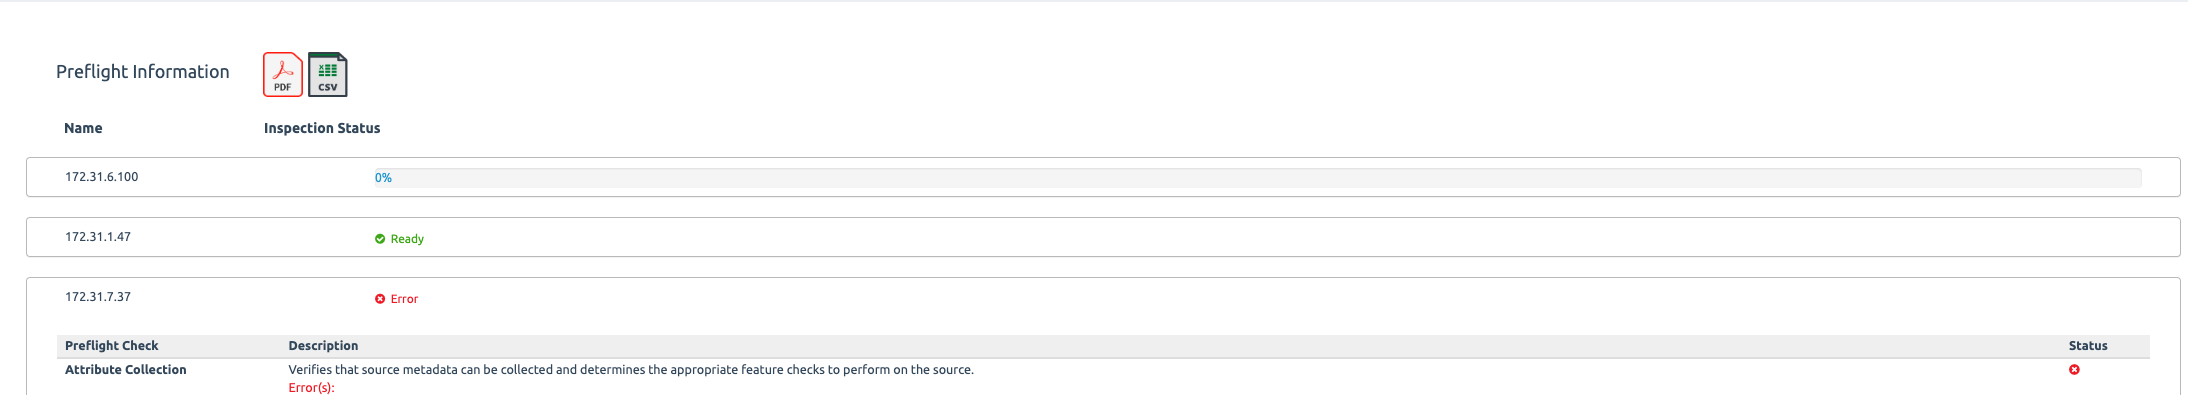 Preflight Information
PDF
X
CSV
Name Inspection Status
172.31.6.100 0%
172.31.1.47 Ready
172.31.7.37 Error
Preflight Check Description Status
Attribute Collection Verifies that source metadata can be collected and determines the appropriate feature checks to perform on the source.
Error(s):